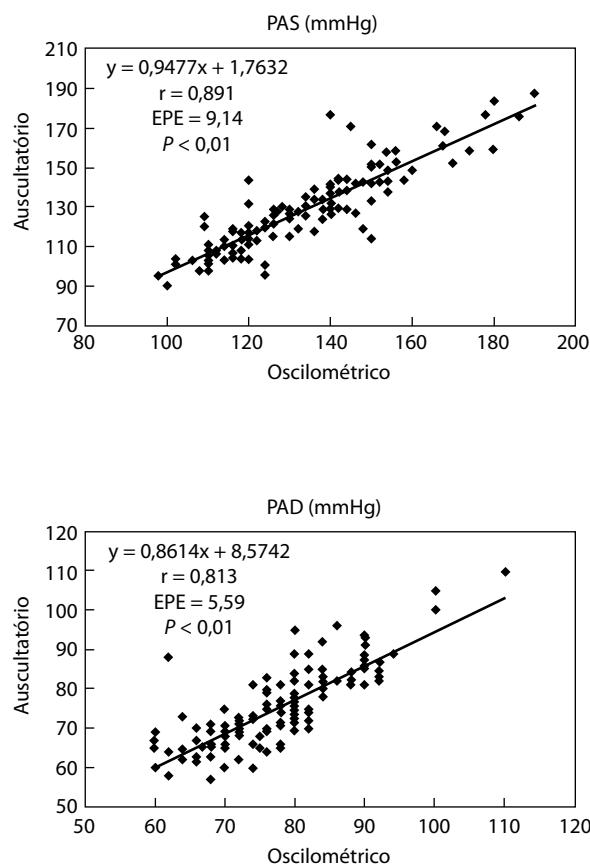 PAS (mmHg)
y = 0,9477x + 1,7632
r = 0,891
EPE = 9,14
P < 0,01
Auscultatório
210
190
170
150
130
110
90
70
80 100 120 140 160 180 200
Oscilométrico
PAD (mmHg)
y = 0,8614x + 8,5742
r = 0,813
EPE = 5,59
P < 0,01
Auscultatório
120
110
100
90
80
70
60
50
50 60 70 80 90 100 110 120
Oscilométrico